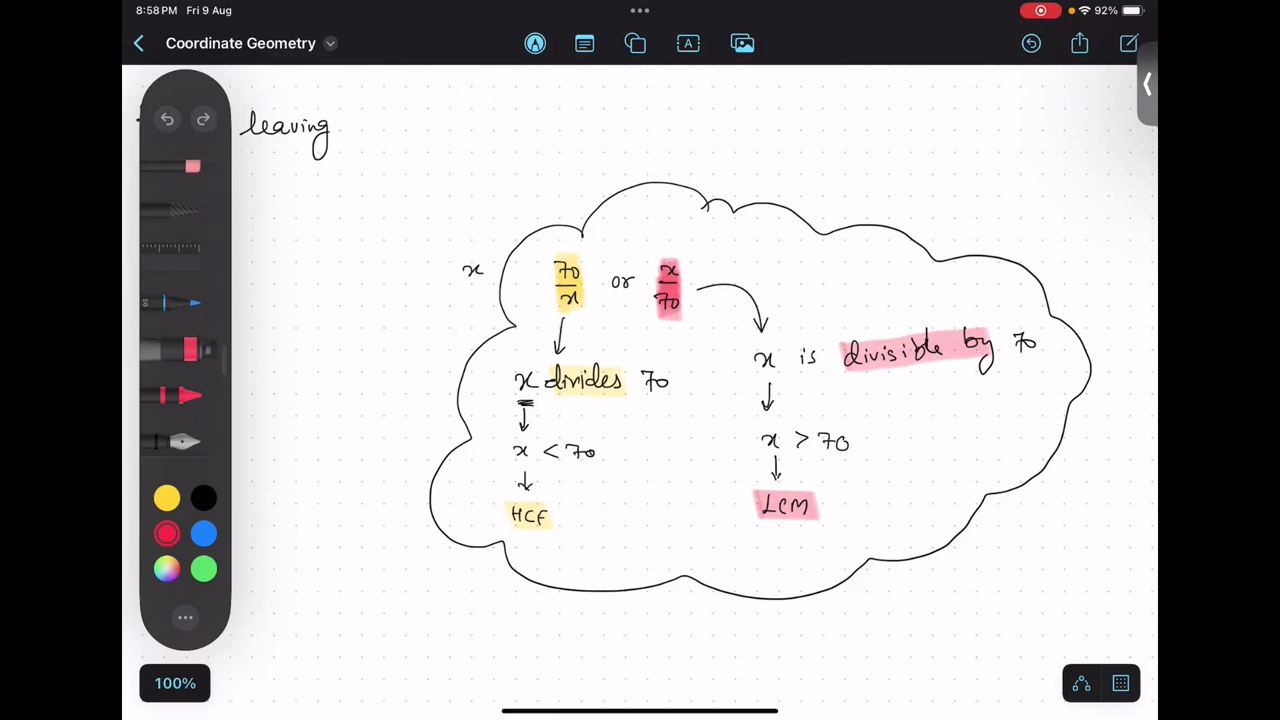 8:58 PM Fri 9 Aug
92%
Coordinate Geometry
leaving
x
70/x or x/70
x is divisible by 70
x divides 70
x > 70
x < 70
LCM
HCF
100%